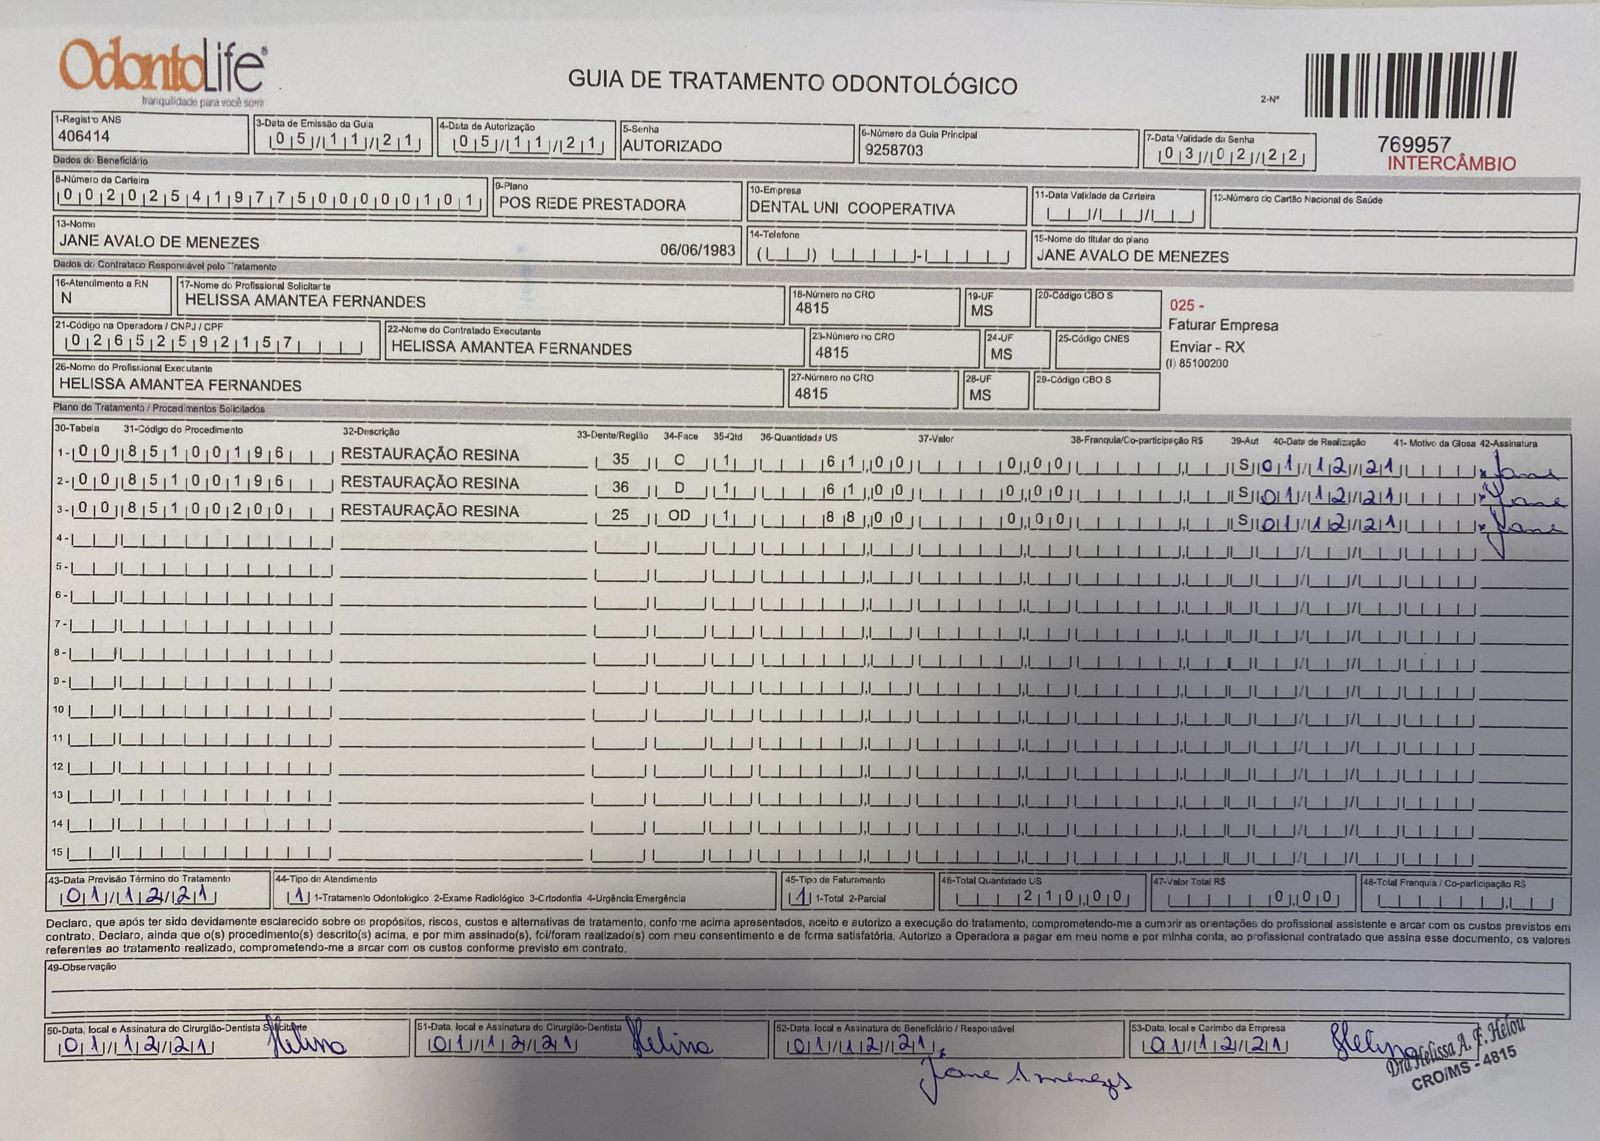 OdontoLife®
tranquilidade para você sorrir
GUIA DE TRATAMENTO ODONTOLÓGICO
2-Nº
769957
INTERCÂMBIO
1-Registro ANS
406414
3-Data de Emissão da Guia
05/11/21
4-Data de Autorização
05/11/21
5-Senha
AUTORIZADO
6-Número da Guia Principal
9258703
7-Data Validade da Senha
03/02/22
Dados do Beneficiário
8-Número da Carteira
00202541977500000101
9-Plano
POS REDE PRESTADORA
10-Empresa
DENTAL UNI COOPERATIVA
11-Data Validade da Carteira
12-Número do Cartão Nacional de Saúde
13-Nome
JANE AVALO DE MENEZES 06/06/1983
14-Telefone
15-Nome do titular do plano
JANE AVALO DE MENEZES
Dados do Contratado Responsável pelo Tratamento
16-Atendimento a RN
N
17-Nome do Profissional Solicitante
HELISSA AMANTEA FERNANDES
18-Número no CRO
4815
19-UF
MS
20-Código CBO S
025 -
Faturar Empresa
Enviar - RX
(I) 85100200
21-Código na Operadora / CNPJ / CPF
02652592157
22-Nome do Contratado Executante
HELISSA AMANTEA FERNANDES
23-Número no CRO
4815
24-UF
MS
25-Código CNES
26-Nome do Profissional Executante
HELISSA AMANTEA FERNANDES
27-Número no CRO
4815
28-UF
MS
29-Código CBO S
Plano de Tratamento / Procedimentos Solicitados
30-Tabela 31-Código do Procedimento 32-Descrição 33-Dente/Região 34-Face 35-Qtd 36-Quantidade US 37-Valor 38-Franquia/Co-participação R$ 39-Aut 40-Data de Realização 41- Motivo da Glosa 42-Assinatura
1- 00 85100196 RESTAURAÇÃO RESINA 35 O 1 61,00 0,00 S 01/12/21 x Jane
2- 00 85100196 RESTAURAÇÃO RESINA 36 D 1 61,00 0,00 S 01/12/21 x Jane
3- 00 85100200 RESTAURAÇÃO RESINA 25 OD 1 88,00 0,00 S 01/12/21 x Jane
4-
5-
6-
7-
8-
9-
10
11
12
13
14
15
43-Data Previsão Término do Tratamento
01/12/21
44-Tipo de Atendimento
1 1-Tratamento Odontológico 2-Exame Radiológico 3-Ortodontia 4-Urgência Emergência
45-Tipo de Faturamento
1 1-Total 2-Parcial
46-Total Quantidade US
210,00
47-Valor Total R$
0,00
48-Total Franquia / Co-participação R$
Declaro, que após ter sido devidamente esclarecido sobre os propósitos, riscos, custos e alternativas de tratamento, conforme acima apresentados, aceito e autorizo a execução do tratamento, comprometendo-me a cumprir as orientações do profissional assistente e arcar com os custos previstos em
contrato. Declaro, ainda que o(s) procedimento(s) descrito(s) acima, e por mim assinado(s), foi/foram realizado(s) com meu consentimento e de forma satisfatória. Autorizo a Operadora a pagar em meu nome e por minha conta, ao profissional contratado que assina esse documento, os valores
referentes ao tratamento realizado, comprometendo-me a arcar com os custos conforme previsto em contrato.
49-Observação
50-Data, local e Assinatura do Cirurgião-Dentista Solicitante
01/12/21
51-Data, local e Assinatura do Cirurgião-Dentista
01/12/21
52-Data, local e Assinatura do Beneficiário / Responsável
01/12/21
Jane A. menezes
53-Data, local e Carimbo da Empresa
01/12/21
Dra Helissa A. F. Helou
CRO/MS - 4815